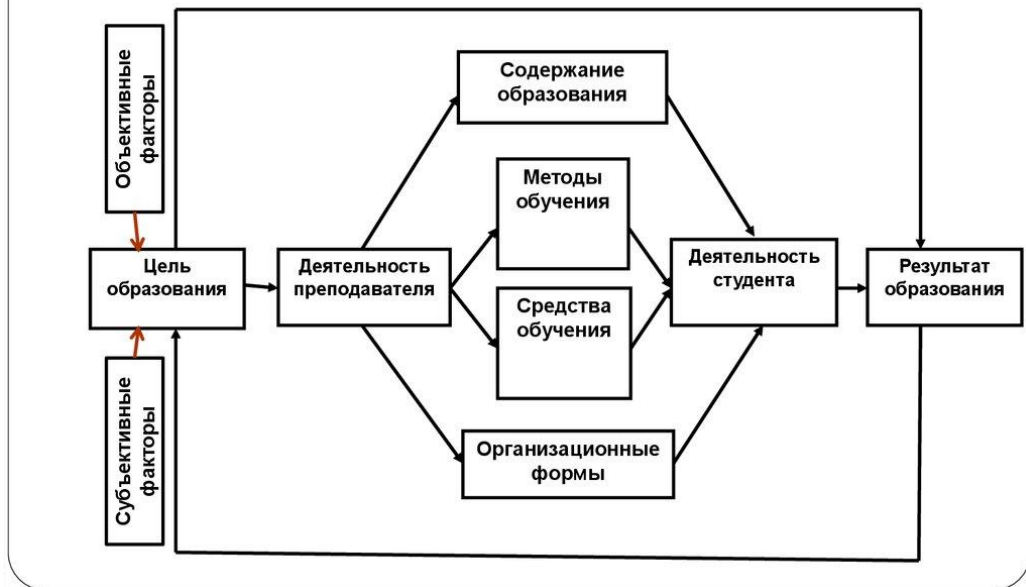 Объективные
факторы
Содержание
образования
Методы
обучения
Цель
образования
Деятельность
преподавателя
Деятельность
студента
Результат
образования
Средства
обучения
Субъективные
факторы
Организационные
формы